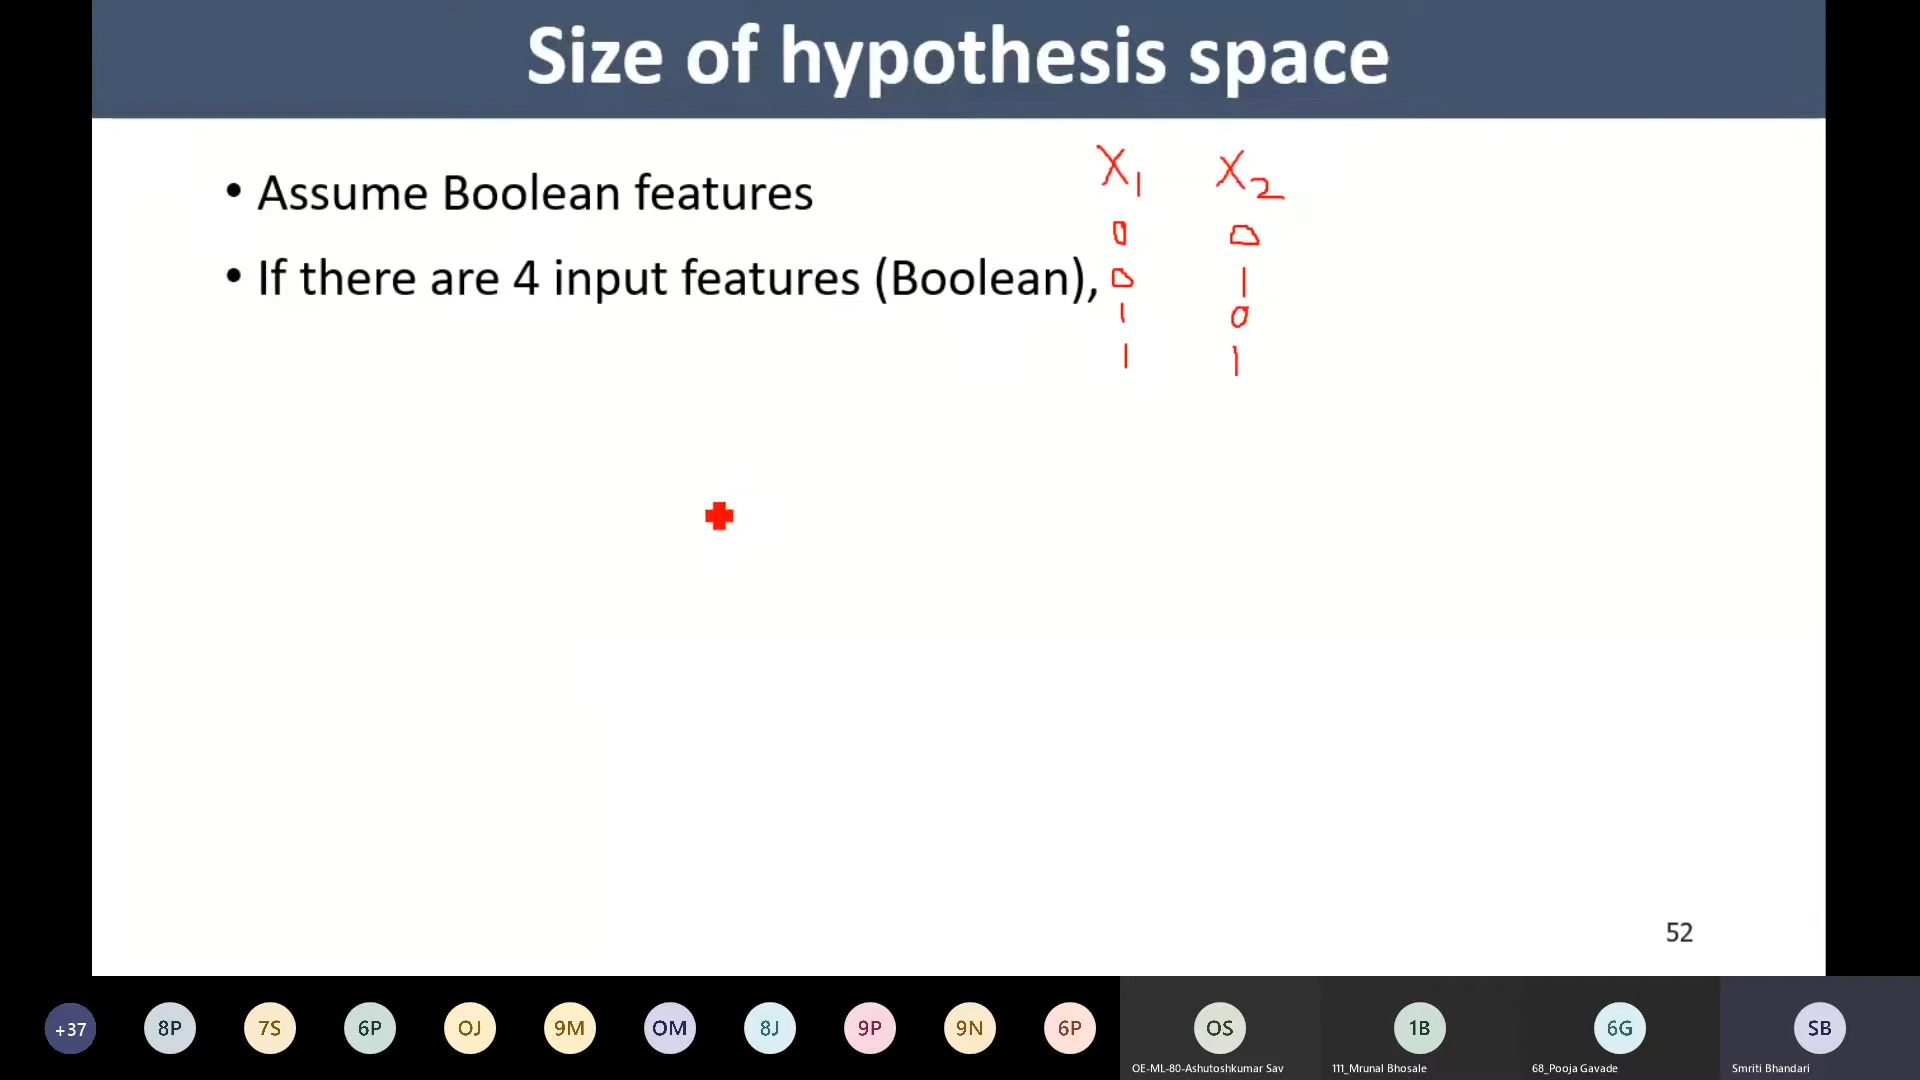 Size of hypothesis space
• Assume Boolean features
• If there are 4 input features (Boolean),
X1 X2
0 0
0 1
1 0
1 1
52
+37 8P 7S 6P OJ 9M OM 8J 9P 9N 6P OS 1B 6G SB
OE-ML-80-Ashutoshkumar Sav 111_Mrunal Bhosale 68_Pooja Gavade Smriti Bhandari